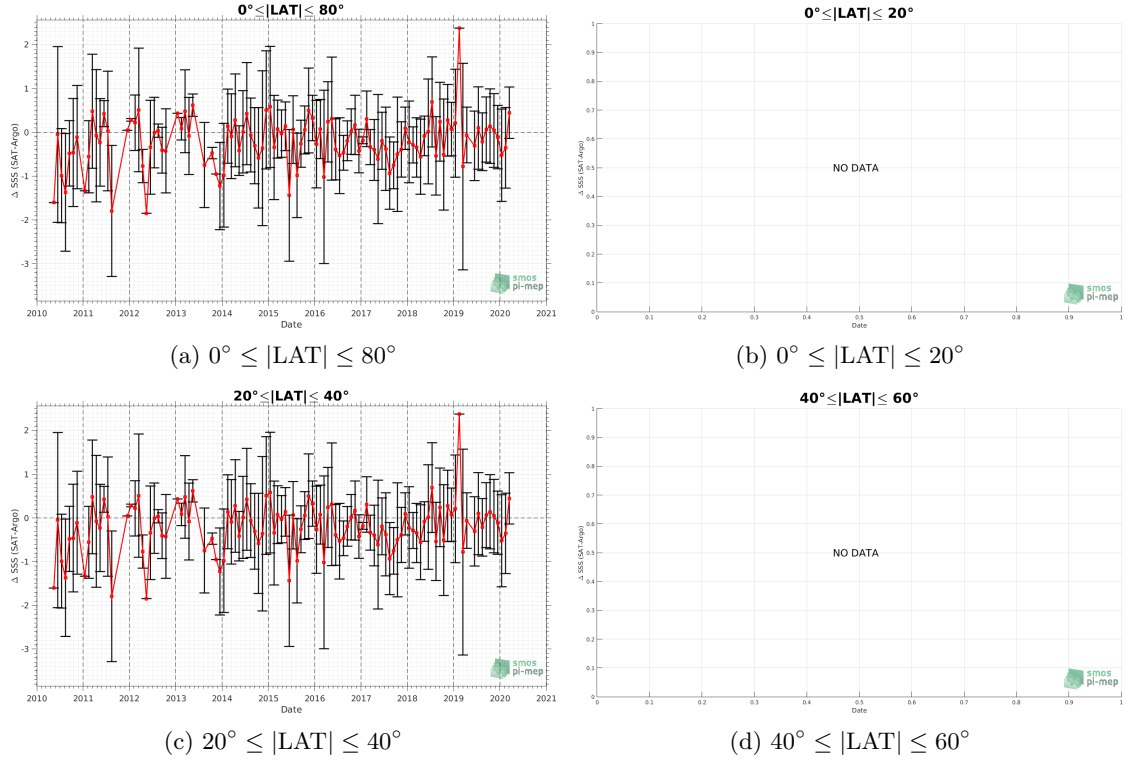 0°≤|LAT|≤ 80°
Δ SSS (SAT-Argo)
2
1
0
-1
-2
-3
2010 2011 2012 2013 2014 2015 2016 2017 2018 2019 2020 2021
Date
smos
pi-mep
(a) 0° ≤ |LAT| ≤ 80°
0°≤|LAT|≤ 20°
Δ SSS (SAT-Argo)
1
0.9
0.8
0.7
0.6
0.5
0.4
0.3
0.2
0.1
0
NO DATA
0 0.1 0.2 0.3 0.4 0.5 0.6 0.7 0.8 0.9 1
Date
smos
pi-mep
(b) 0° ≤ |LAT| ≤ 20°
20°≤|LAT|≤ 40°
Δ SSS (SAT-Argo)
2
1
0
-1
-2
-3
2010 2011 2012 2013 2014 2015 2016 2017 2018 2019 2020 2021
Date
smos
pi-mep
(c) 20° ≤ |LAT| ≤ 40°
40°≤|LAT|≤ 60°
Δ SSS (SAT-Argo)
1
0.9
0.8
0.7
0.6
0.5
0.4
0.3
0.2
0.1
0
NO DATA
0 0.1 0.2 0.3 0.4 0.5 0.6 0.7 0.8 0.9 1
Date
smos
pi-mep
(d) 40° ≤ |LAT| ≤ 60°